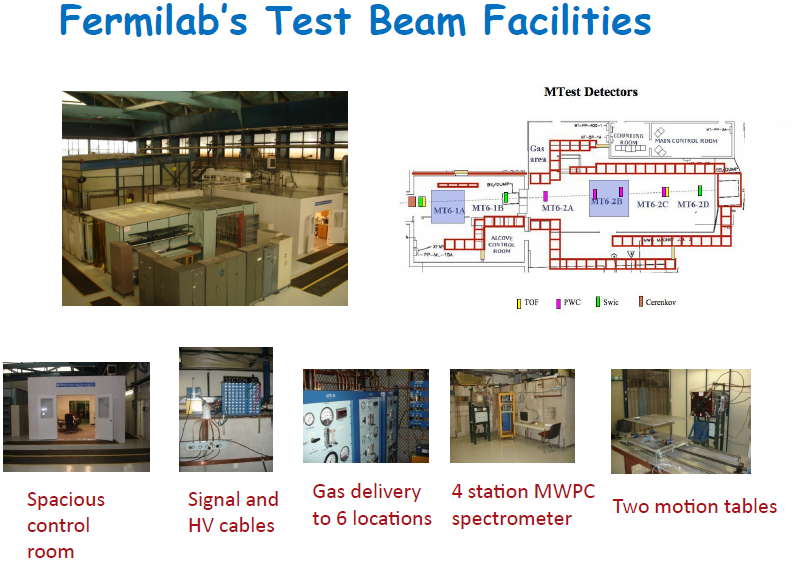 Fermilab's Test Beam Facilities
MTest Detectors
Gas
area
COUNTING
ROOM
MAIN CONTROL ROOM
MT6-1A
MT6-1B
MT6-2A
MT6-2B
MT6-2C
MT6-2D
ALCOVE
CONTROL
ROOM
TOF
PWC
Swic
Cerenkov
Spacious
control
room
Signal and
HV cables
Gas delivery
to 6 locations
4 station MWPC
spectrometer
Two motion tables